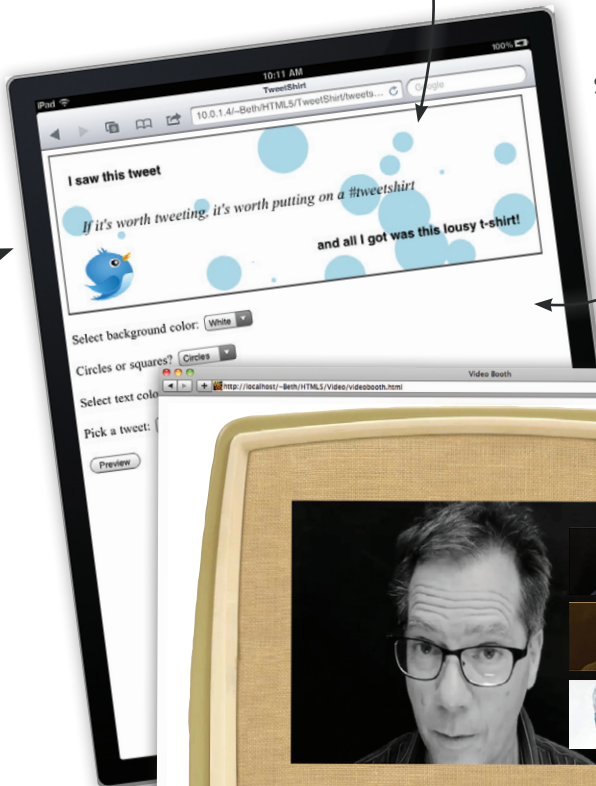 iPad
10:11 AM
100%
TweetShirt
10.0.1.4/~Beth/HTML5/TweetShirt/tweets...
Google
I saw this tweet
If it's worth tweeting, it's worth putting on a #tweetshirt
and all I got was this lousy t-shirt!
Select background color: White
Circles or squares? Circles
Select text colo
Pick a tweet:
Preview
Video Booth
http://localhost/~Beth/HTML5/Video/videobooth.html